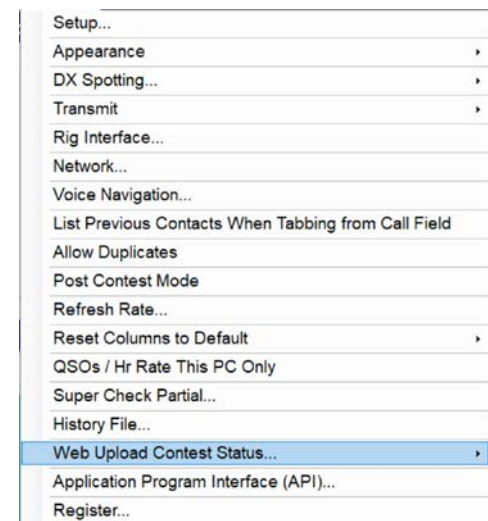 Setup...
Appearance
DX Spotting...
Transmit
Rig Interface...
Network...
Voice Navigation...
List Previous Contacts When Tabbing from Call Field
Allow Duplicates
Post Contest Mode
Refresh Rate...
Reset Columns to Default
QSOs / Hr Rate This PC Only
Super Check Partial...
History File...
Web Upload Contest Status...
Application Program Interface (API)...
Register...